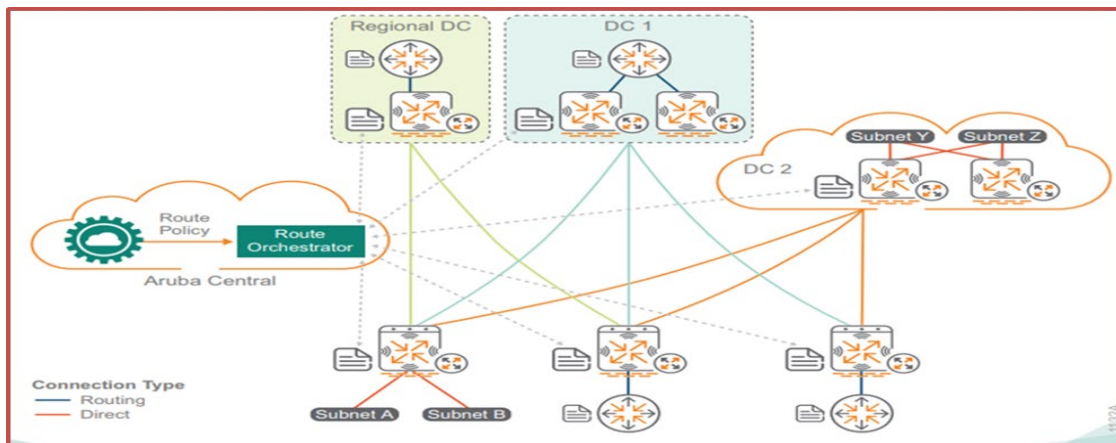 Regional DC
DC 1
Subnet Y
Subnet Z
DC 2
Route
Policy
Route
Orchestrator
Aruba Central
Connection Type
Routing
Direct
Subnet A
Subnet B